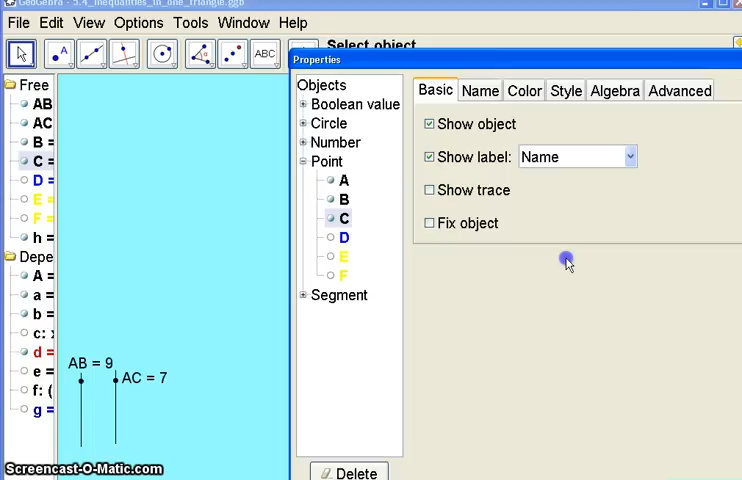 GeoGebra - 5.4_inequalities_in_one_triangle.ggb
File Edit View Options Tools Window Help
ABC
Select object
Properties
Free
AB
AC
B =
C =
D =
E =
F =
h =
Depe
A =
a =
b =
c: x
d =
e =
f: (
g =
AB = 9
AC = 7
Objects
Boolean value
Circle
Number
Point
A
B
C
D
E
F
Segment
Delete
Basic Name Color Style Algebra Advanced
Show object
Show label: Name
Show trace
Fix object
Screencast-O-Matic.com